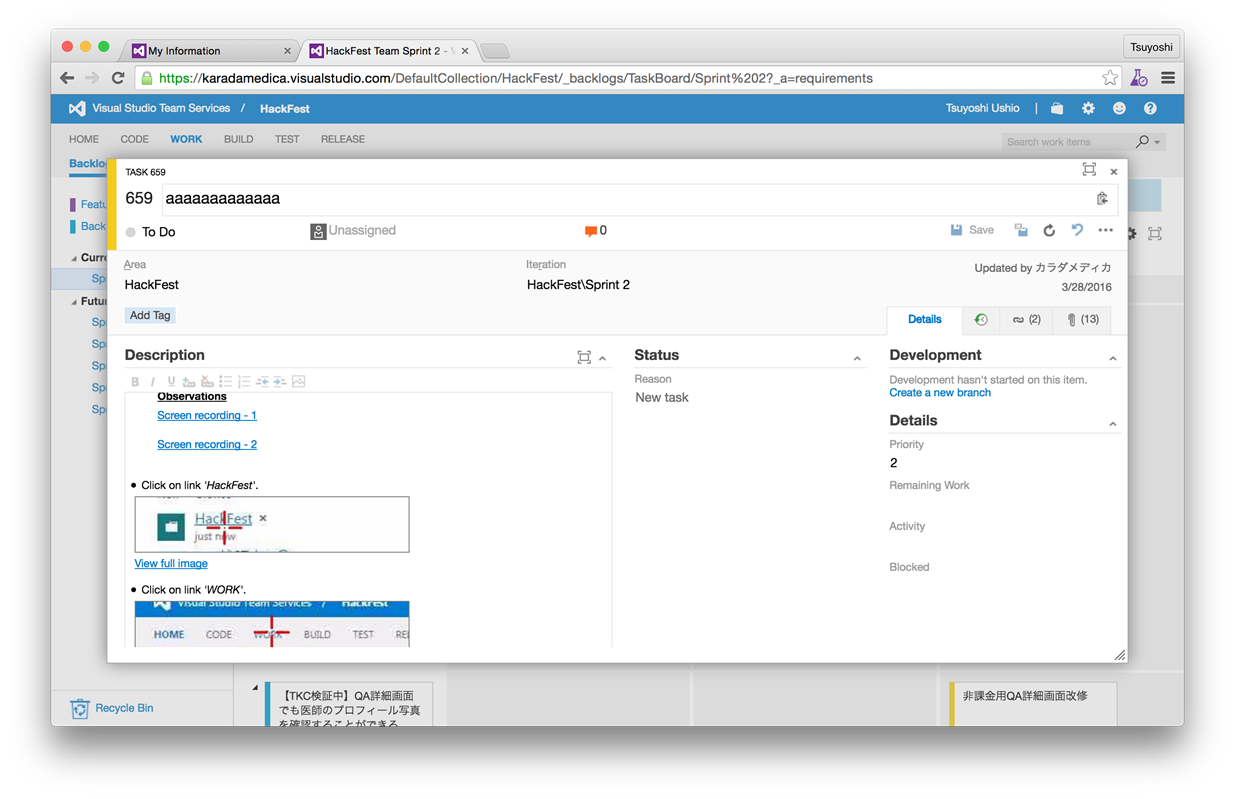 Tsuyoshi
My Information
HackFest Team Sprint 2 -
https://karadamedica.visualstudio.com/DefaultCollection/HackFest/_backlogs/TaskBoard/Sprint%202?_a=requirements
Visual Studio Team Services / HackFest
Tsuyoshi Ushio
HOME CODE WORK BUILD TEST RELEASE
Search work items
Backlo
Featu
Back
Curre
Sp
Futu
Sp
Sp
Sp
Sp
Sp
Recycle Bin
TASK 659
659 aaaaaaaaaaaaa
To Do
Unassigned
0
Save
Area
HackFest
Iteration
HackFest\Sprint 2
Updated by カラダメディカ
3/28/2016
Add Tag
Details
(2)
(13)
Description
B I U
Observations
Screen recording - 1
Screen recording - 2
Click on link 'HackFest'.
HackFest
just now
View full image
Click on link 'WORK'.
Visual Studio Team Services / HackFest
HOME CODE WORK BUILD TEST REL
Status
Reason
New task
Development
Development hasn't started on this item.
Create a new branch
Details
Priority
2
Remaining Work
Activity
Blocked
【TKC検証中】QA詳細画面
でも医師のプロフィール写真
を確認することができる
非課金用QA詳細画面改修